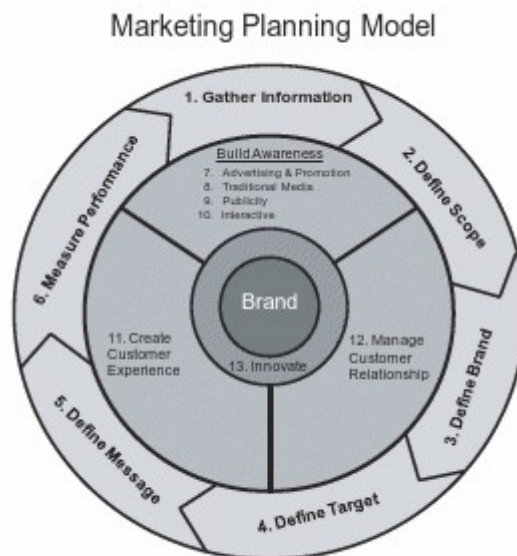 Marketing Planning Model
1. Gather Information
2. Define Scope
3. Define Brand
4. Define Target
5. Define Message
6. Measure Performance
Build Awareness
7. Advertising & Promotion
8. Traditional Media
9. Publicity
10. Interactive
11. Create
Customer
Experience
12. Manage
Customer
Relationship
13. Innovate
Brand